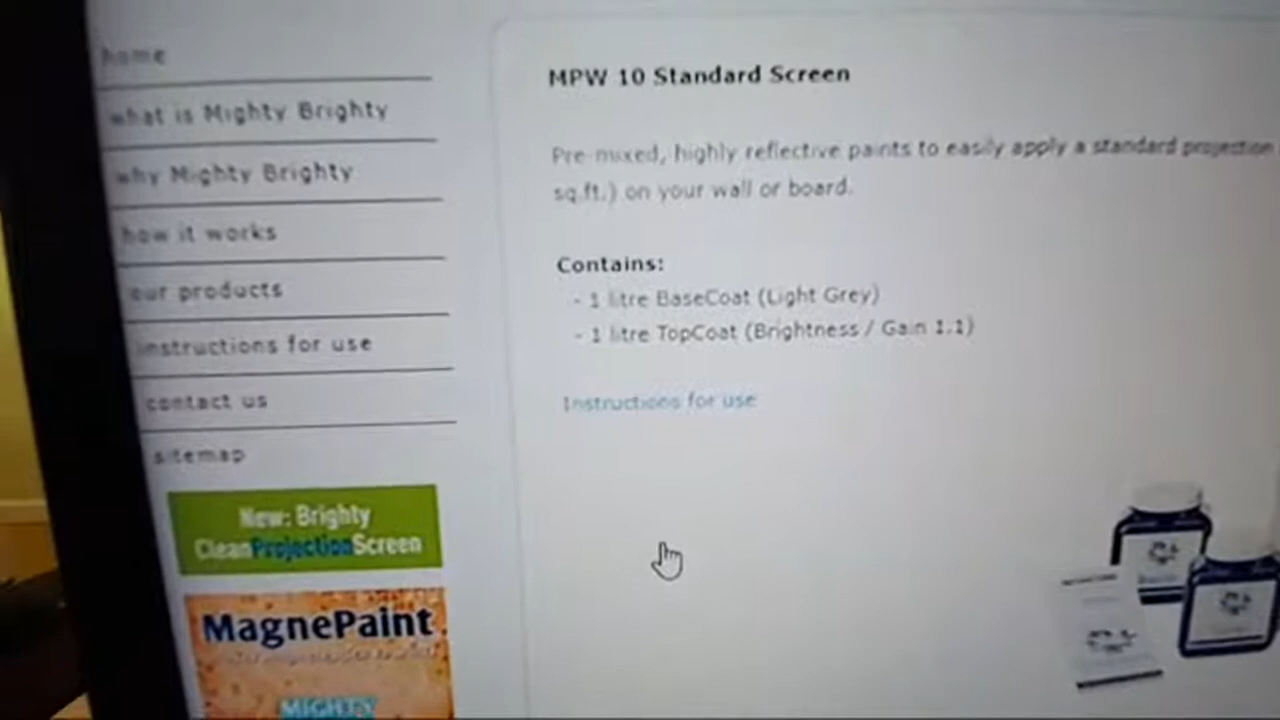 home
what is Mighty Brighty
why Mighty Brighty
how it works
our products
instructions for use
contact us
sitemap
New: Brighty
CleanProjectionScreen
MagnePaint
MIGHTY
MPW 10 Standard Screen
Pre-mixed, highly reflective paints to easily apply a standard projection
sq.ft.) on your wall or board.
Contains:
- 1 litre BaseCoat (Light Grey)
- 1 litre TopCoat (Brightness / Gain 1.1)
Instructions for use